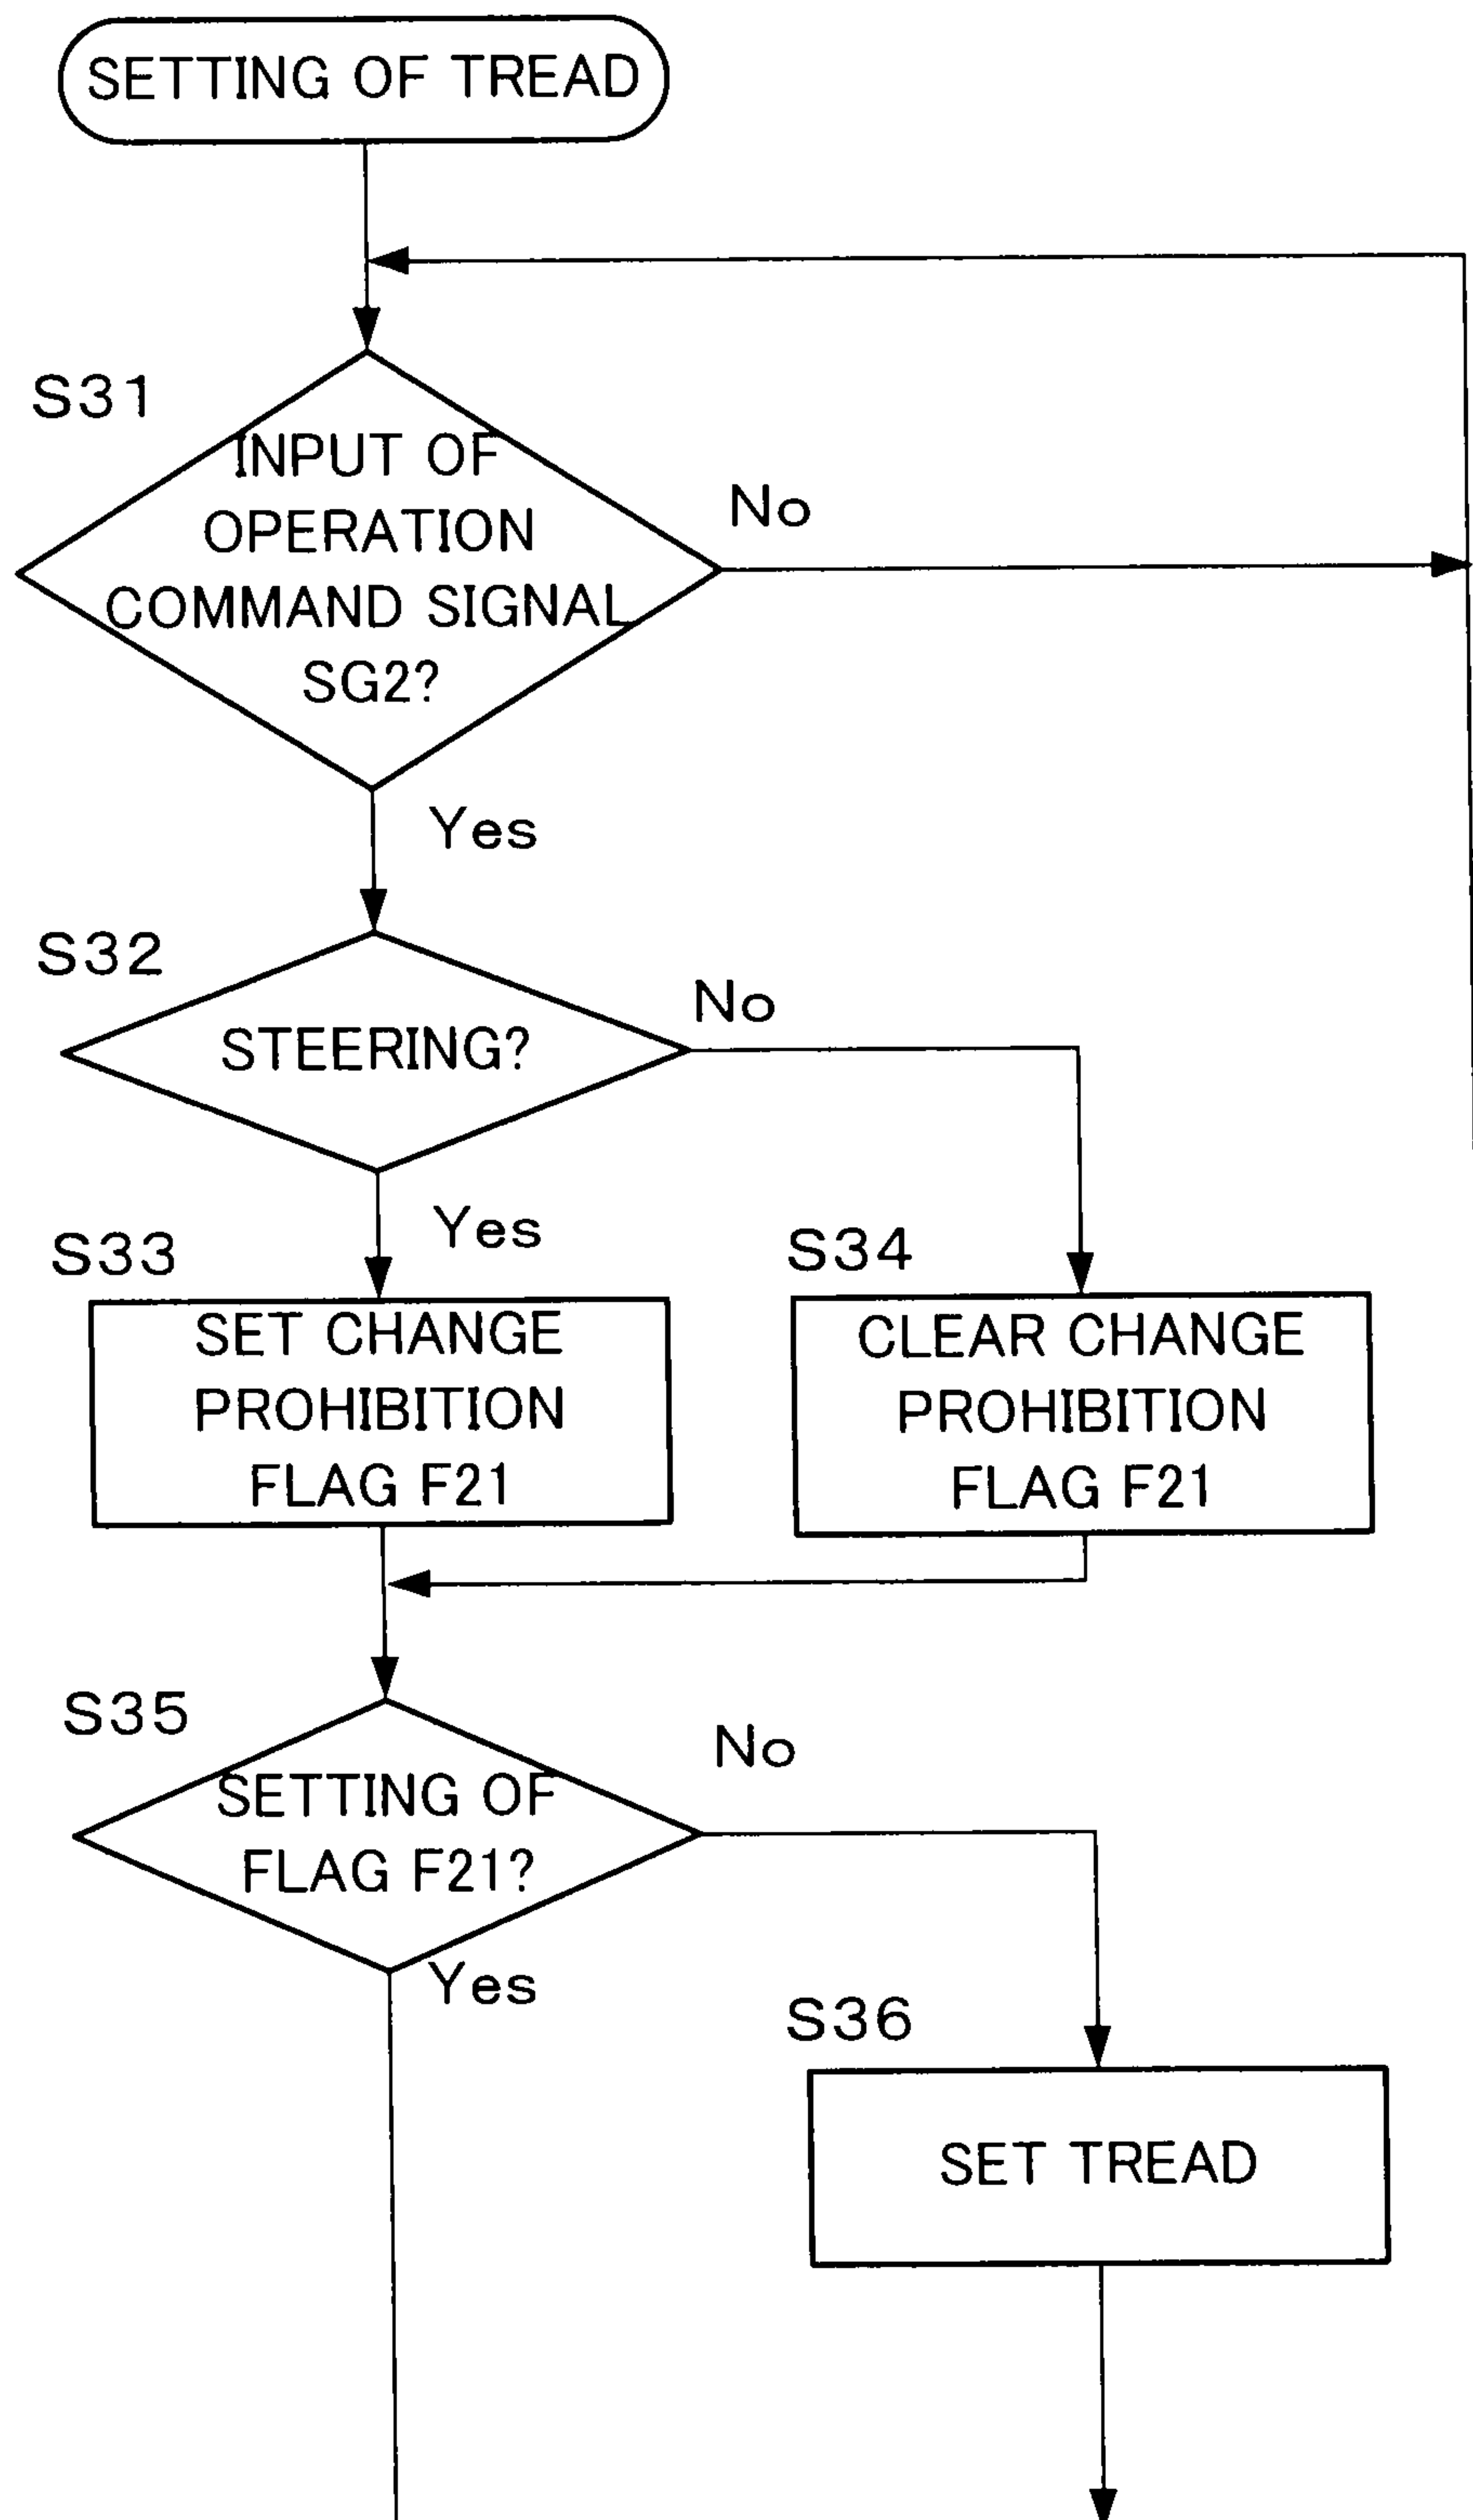 SETTING OF TREAD
S31
INPUT OF
OPERATION
COMMAND SIGNAL
SG2?
No
Yes
S32
STEERING?
No
Yes
S33
SET CHANGE
PROHIBITION
FLAG F21
S34
CLEAR CHANGE
PROHIBITION
FLAG F21
S35
SETTING OF
FLAG F21?
No
Yes
S36
SET TREAD